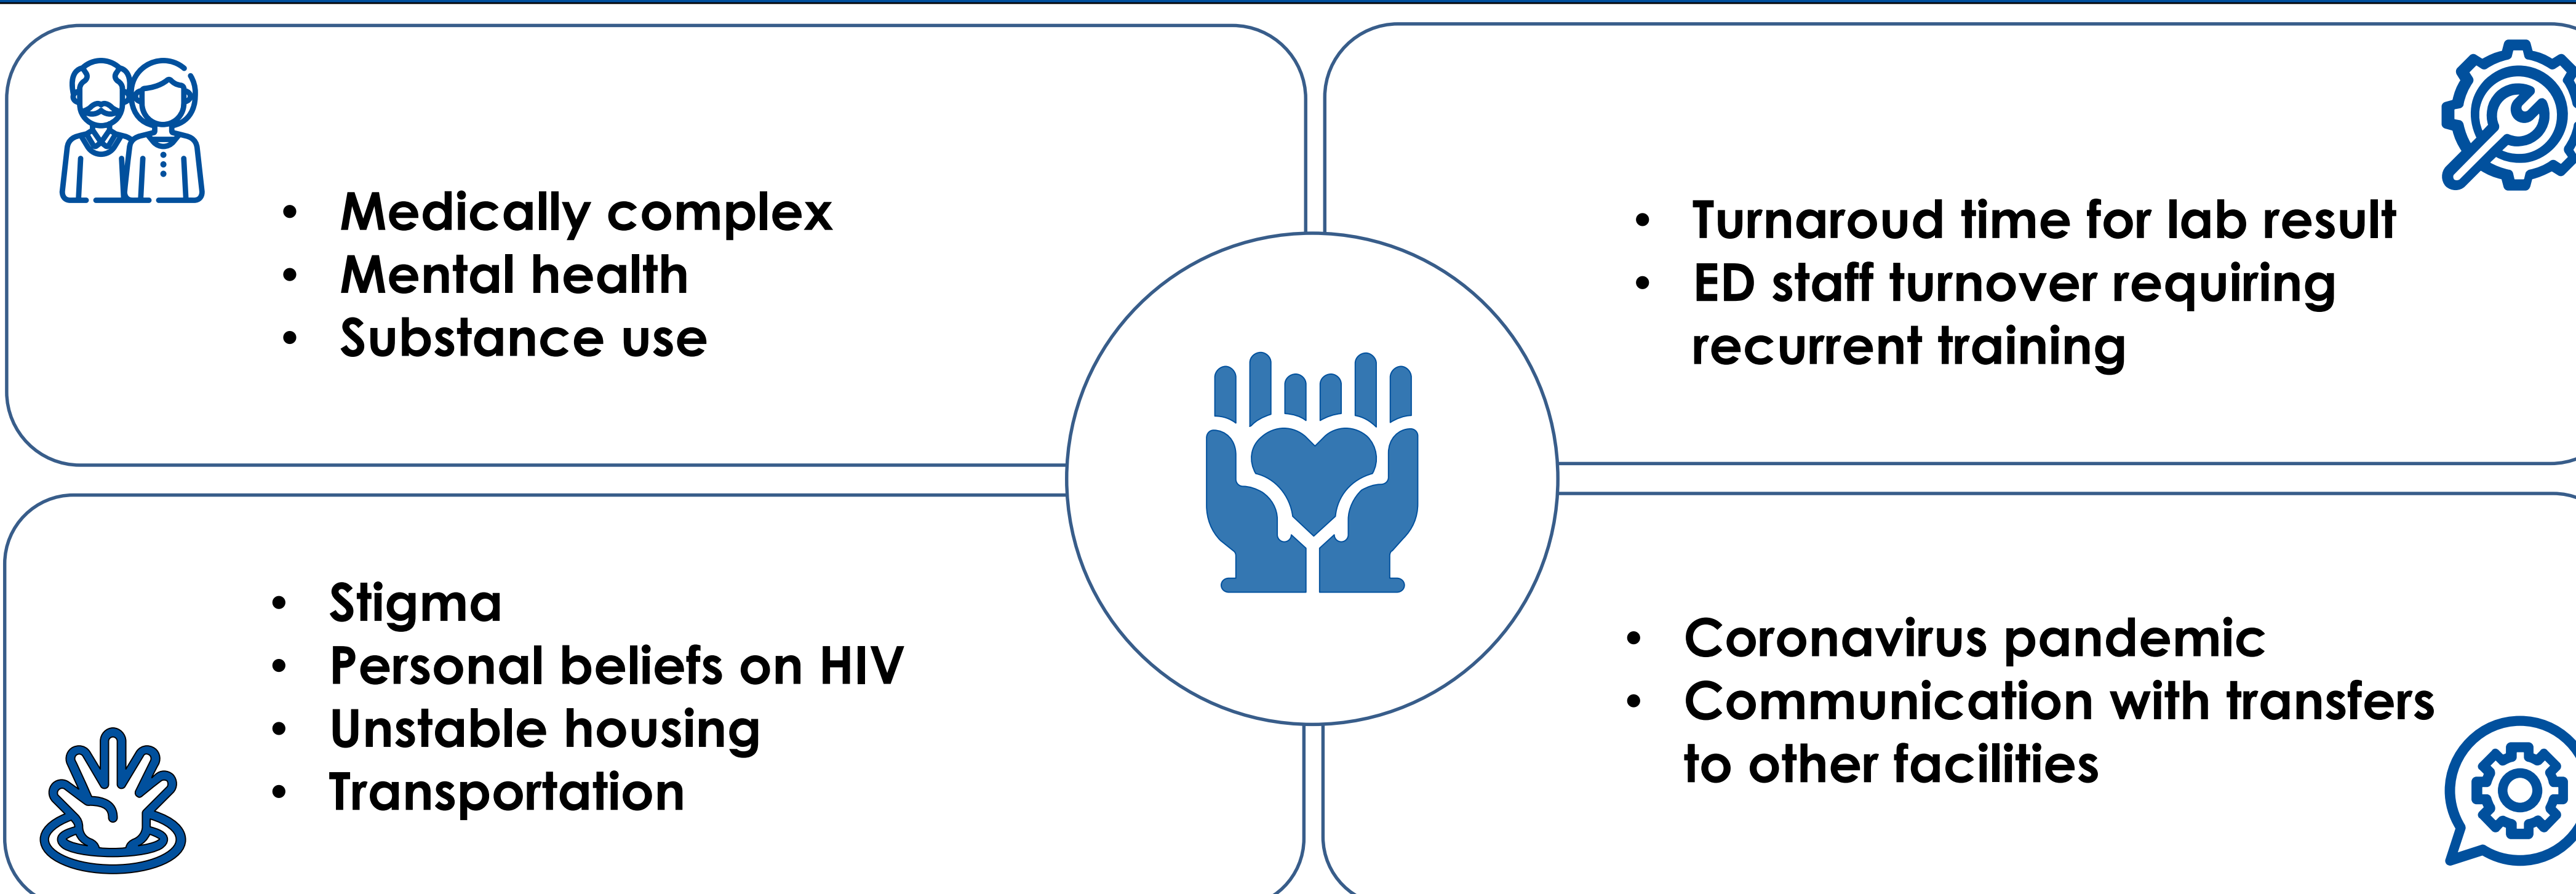 • Medically complex
• Mental health
• Substance use
• Turnaroud time for lab result
• ED staff turnover requiring
recurrent training
• Stigma
• Personal beliefs on HIV
• Unstable housing
• Transportation
• Coronavirus pandemic
• Communication with transfers
to other facilities